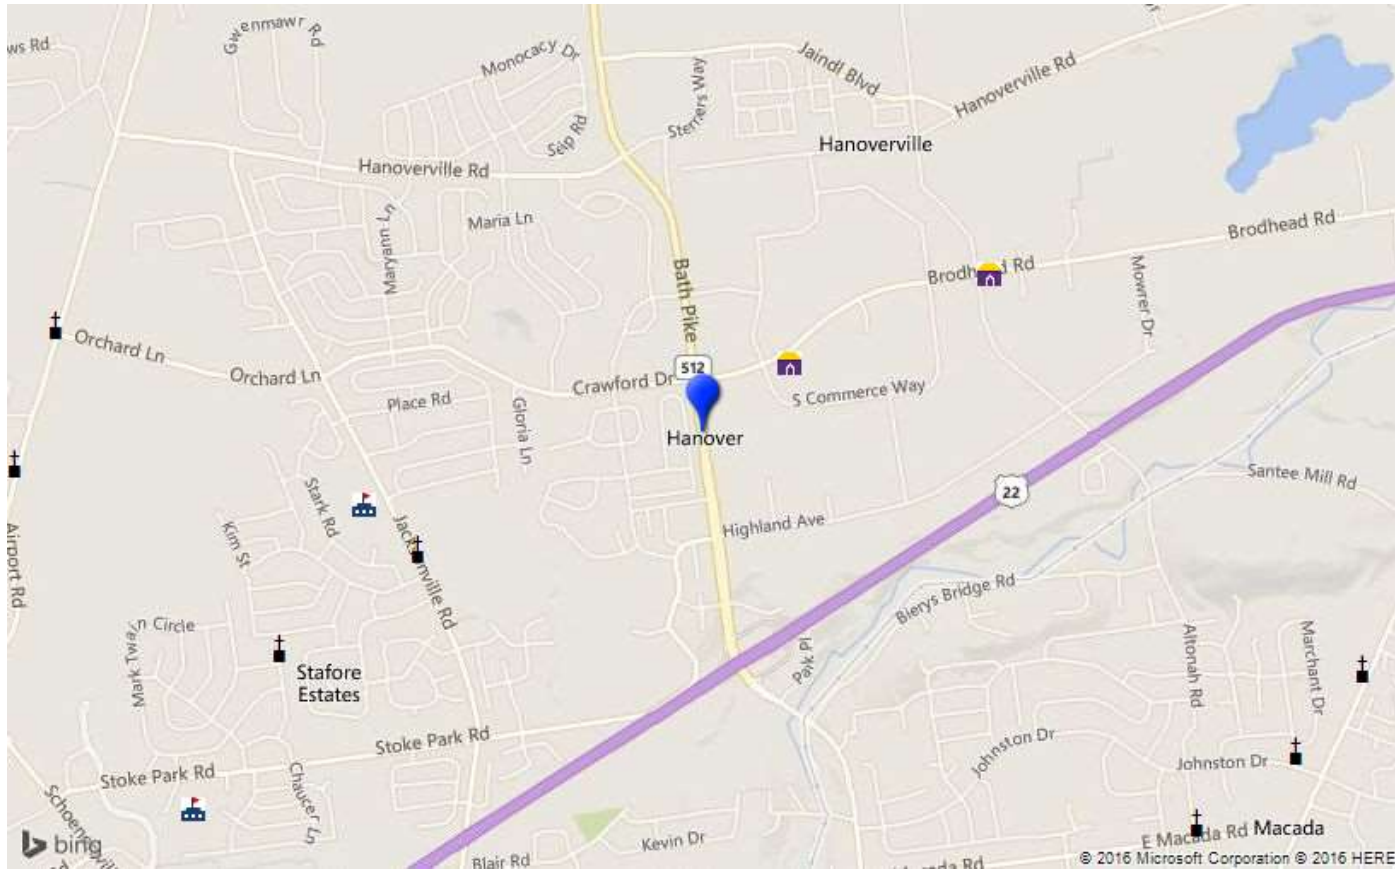 ws Rd
Gwenmawr Rd
Monocacy Dr
Sterners Way
Jaindl Blvd
Hanoverville Rd
Seip Rd
Hanoverville
Hanoverville Rd
Maryann Ln
Maria Ln
Brodhead Rd
Bath Pike
Brodhead Rd
Mowrer Dr
Orchard Ln
Orchard Ln
Crawford Dr
512
Place Rd
Gloria Ln
S Commerce Way
Hanover
Stark Rd
22
Santee Mill Rd
Kim St
Highland Ave
Airport Rd
Jacksonville Rd
Bierys Bridge Rd
n Circle
Mark Twai
Park Pl
Altonah Rd
Marchant Dr
Stafore
Estates
Stoke Park Rd
Stoke Park Rd
Chaucer Ln
Johnston Dr
Johnston Dr
bing
Kevin Dr
Blair Rd
E Macada Rd
Macada
© 2016 Microsoft Corporation © 2016 HERE